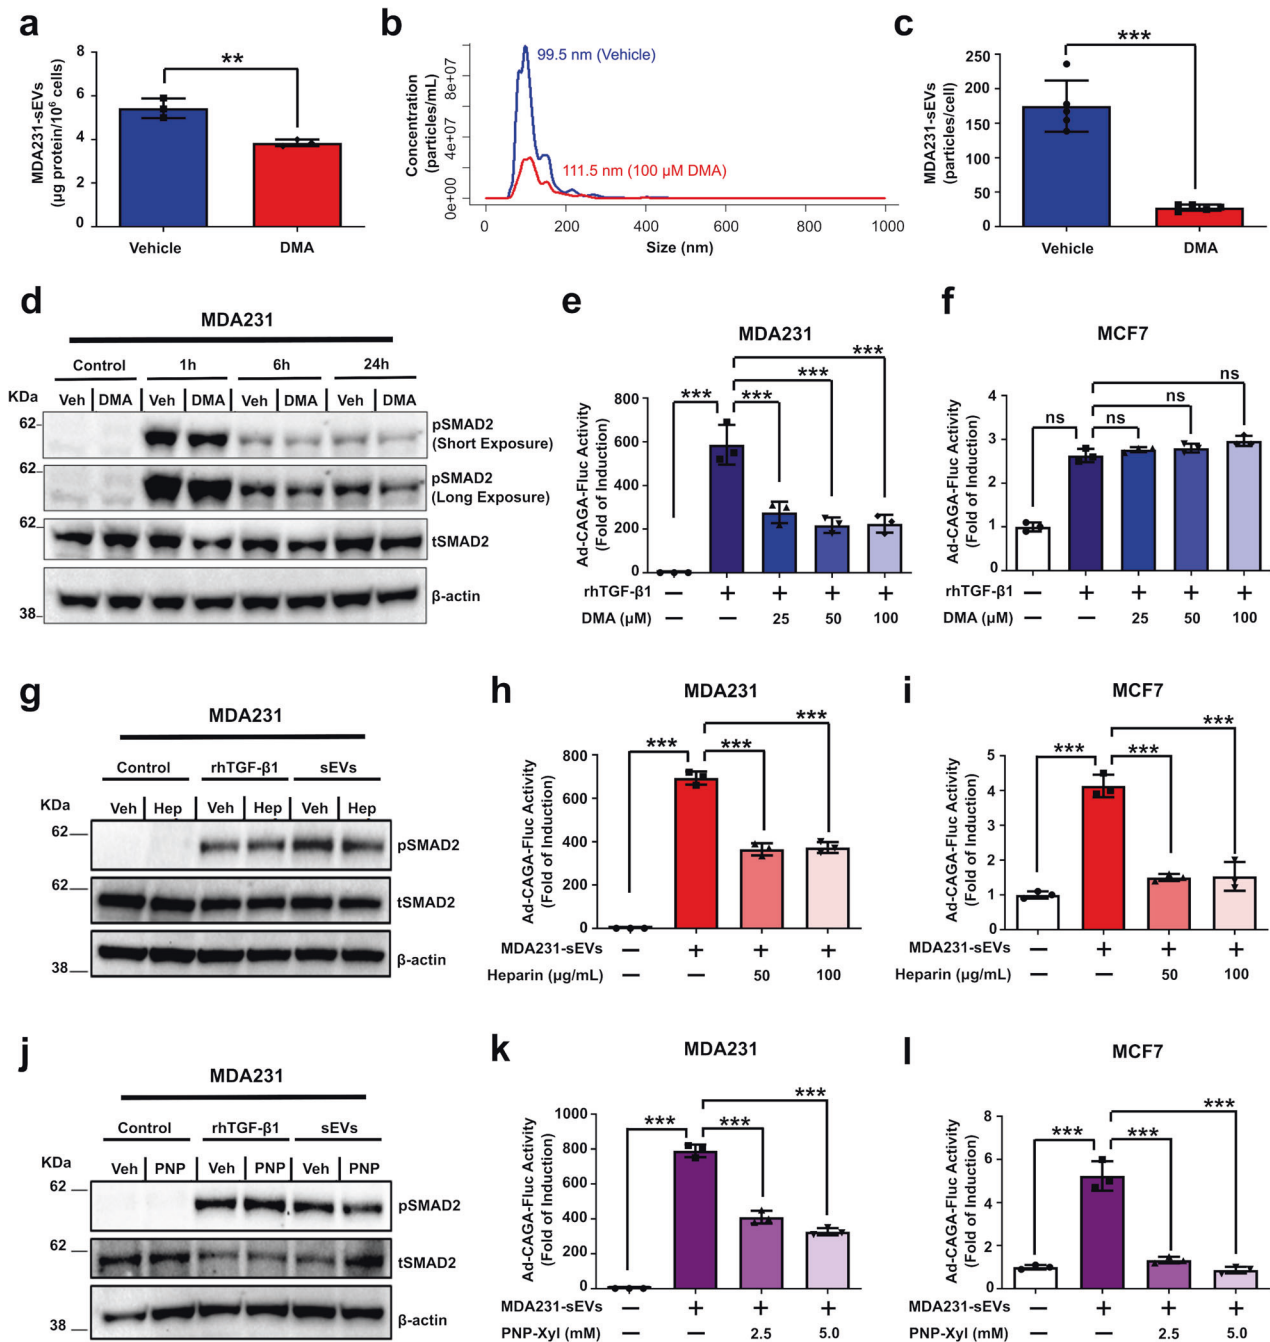 a
MDA231-sEVs
(μg protein/10⁶ cells)
8
6
4
2
0
**
Vehicle
DMA
b
Concentration
(particles/mL)
8e+07
4e+07
0e+00
99.5 nm (Vehicle)
111.5 nm (100 μM DMA)
0 200 400 600 800 1000
Size (nm)
c
MDA231-sEVs
(particles/cell)
250
200
150
100
50
0
***
Vehicle
DMA
d
MDA231
Control 1h 6h 24h
KDa Veh DMA Veh DMA Veh DMA Veh DMA
62 pSMAD2
(Short Exposure)
62 pSMAD2
(Long Exposure)
62 tSMAD2
β-actin
38
e
MDA231
Ad-CAGA-Fluc Activity
(Fold of Induction)
800
600
400
200
0
*** *** *** ***
rhTGF-β1 — + + + +
DMA (μM) — — 25 50 100
f
MCF7
Ad-CAGA-Fluc Activity
(Fold of Induction)
4
3
2
1
0
ns ns ns ns
rhTGF-β1 — + + + +
DMA (μM) — — 25 50 100
g
MDA231
Control rhTGF-β1 sEVs
KDa Veh Hep Veh Hep Veh Hep
62 pSMAD2
62 tSMAD2
β-actin
38
h
MDA231
Ad-CAGA-Fluc Activity
(Fold of Induction)
800
600
400
200
0
*** *** ***
MDA231-sEVs — + + +
Heparin (μg/mL) — — 50 100
i
MCF7
Ad-CAGA-Fluc Activity
(Fold of Induction)
5
4
3
2
1
0
*** *** ***
MDA231-sEVs — + + +
Heparin (μg/mL) — — 50 100
j
MDA231
Control rhTGF-β1 sEVs
KDa Veh PNP Veh PNP Veh PNP
62 pSMAD2
62 tSMAD2
β-actin
38
k
MDA231
Ad-CAGA-Fluc Activity
(Fold of Induction)
1000
800
600
400
200
0
*** *** ***
MDA231-sEVs — + + +
PNP-Xyl (mM) — — 2.5 5.0
l
MCF7
Ad-CAGA-Fluc Activity
(Fold of Induction)
8
6
4
2
0
*** *** ***
MDA231-sEVs — + + +
PNP-Xyl (mM) — — 2.5 5.0